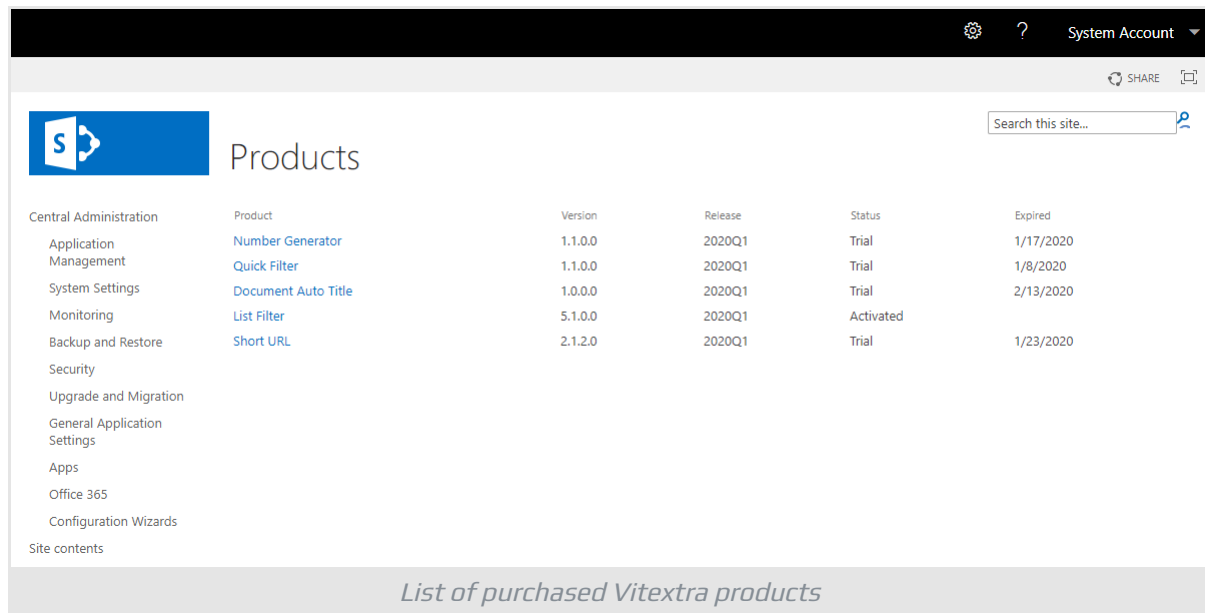 ? System Account
SHARE
Search this site...
S
Products
Central Administration
Application
Management
System Settings
Monitoring
Backup and Restore
Security
Upgrade and Migration
General Application
Settings
Apps
Office 365
Configuration Wizards
Site contents
Product Version Release Status Expired
Number Generator 1.1.0.0 2020Q1 Trial 1/17/2020
Quick Filter 1.1.0.0 2020Q1 Trial 1/8/2020
Document Auto Title 1.0.0.0 2020Q1 Trial 2/13/2020
List Filter 5.1.0.0 2020Q1 Activated
Short URL 2.1.2.0 2020Q1 Trial 1/23/2020
List of purchased Vitextra products